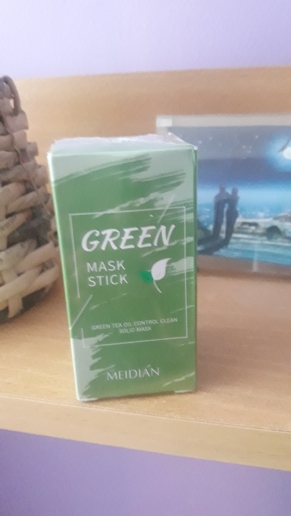 GREEN
MASK
STICK
GREEN TEA OIL CONTROL CLEAN
SOLID MASK
MEIDIAN